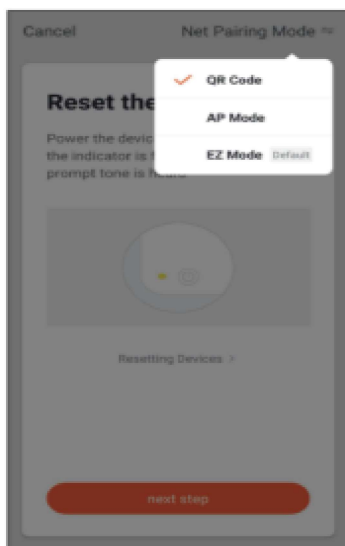 Cancel
Net Pairing Mode
QR Code
AP Mode
EZ Mode Default
Reset the
Power the devic
the indicator is
prompt tone is heard
Resetting Devices >
next step